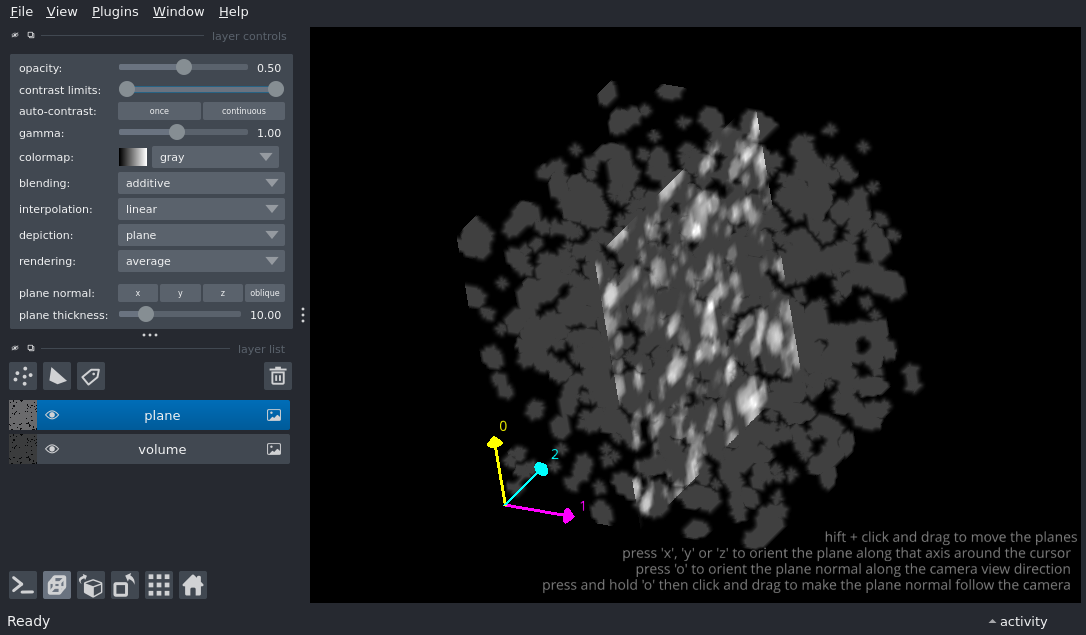 File View Plugins Window Help
layer controls
opacity: 0.50
contrast limits:
auto-contrast: once continuous
gamma: 1.00
colormap: gray
blending: additive
interpolation: linear
depiction: plane
rendering: average
plane normal: x y z oblique
plane thickness: 10.00
layer list
plane
volume
0
2
1
hift + click and drag to move the planes
press 'x', 'y' or 'z' to orient the plane along that axis around the cursor
press 'o' to orient the plane normal along the camera view direction
press and hold 'o' then click and drag to make the plane normal follow the camera
Ready
activity